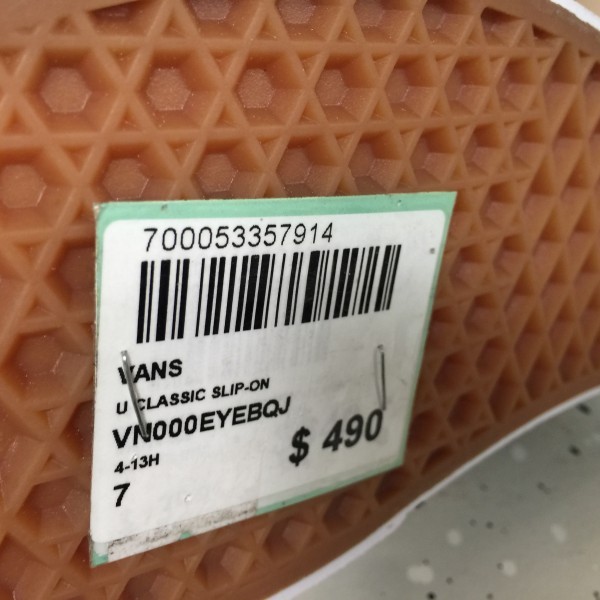 700053357914
VANS
U CLASSIC SLIP-ON
VN000EYEBQJ
$ 490
4-13H
7